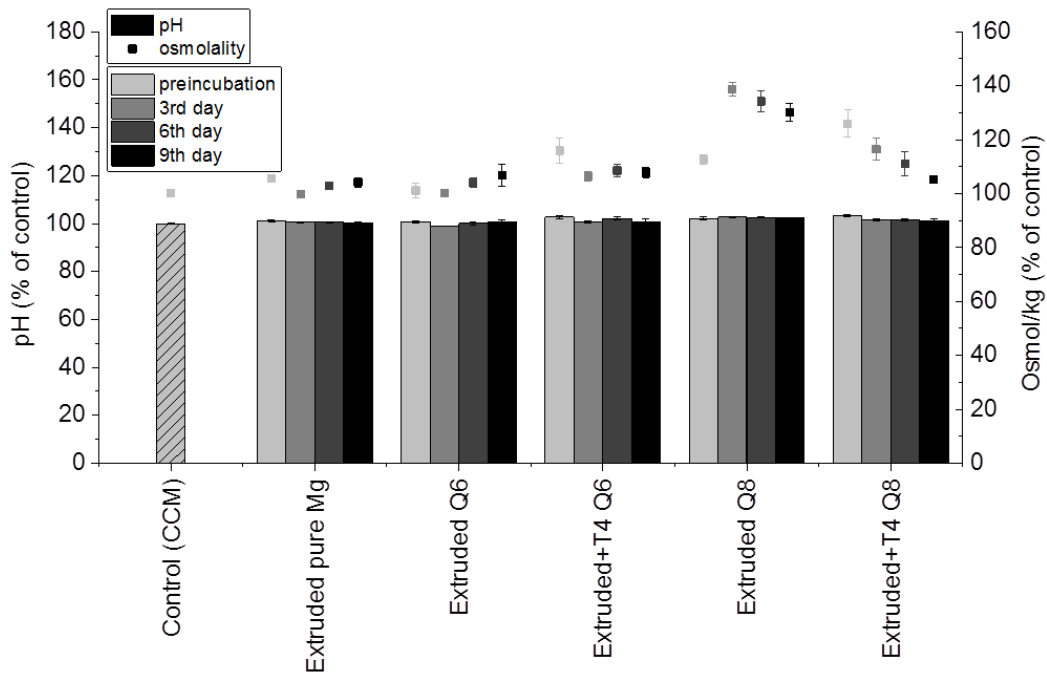 pH
osmolality
preincubation
3rd day
6th day
9th day
pH (% of control)
180
160
140
120
100
80
60
40
20
0
Osmol/kg (% of control)
160
140
120
100
80
60
40
20
0
Control (CCM)
Extruded pure Mg
Extruded Q6
Extruded+T4 Q6
Extruded Q8
Extruded+T4 Q8